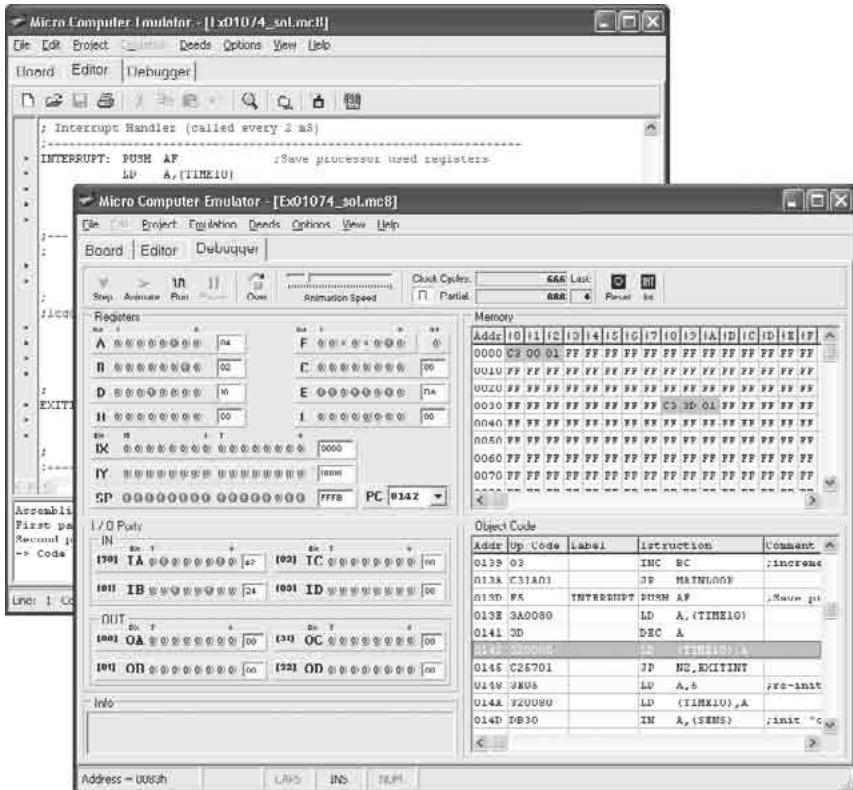 Micro Computer Emulator - [Ex01074_sol.mc8]
File Edit Project Emulation Deeds Options View Help
Board Editor Debugger
; Interrupt Handler (called every 2 mS)
INTERRUPT: PUSH AF ;Save processor used registers
LD A,(TIME10)
Micro Computer Emulator - [Ex01074_sol.mc8]
File Edit Project Emulation Deeds Options View Help
Board Editor Debugger
Step Animate Run Pause Over Animation Speed
Clock Cycles: Last:
Partial: Reset Int
Registers
A 04 F
B 02 C 00
D E
H 00 L 00
IX 0000
IY
SP FFFB PC 0142
Memory
0000 C3 00 01 FF FF FF FF FF FF FF FF FF FF FF FF FF
0010 FF FF FF FF FF FF FF FF FF FF FF FF FF FF FF FF
0020 FF FF FF FF FF FF FF FF FF FF FF FF FF FF FF FF
0030 FF FF FF FF FF FF FF FF C3 3D 01 FF FF FF FF FF
0040 FF FF FF FF FF FF FF FF FF FF FF FF FF FF FF FF
0050 FF FF FF FF FF FF FF FF FF FF FF FF FF FF FF FF
0060 FF FF FF FF FF FF FF FF FF FF FF FF FF FF FF FF
0070 FF FF FF FF FF FF FF FF FF FF FF FF FF FF FF FF
I / O Ports
IN
[30] IA [02] IC 00
[01] IB 24 [03] ID 00
OUT
[00] OA 00 [31] OC 00
[01] OB 00 [32] OD 00
Info
Object Code
Addr Op Code Label Istruction Comment
0139 03 INC BC ;increme
013A C31A01 JP MAINLOOP
013D F5 INTERRUPT PUSH AF
013E 3A0080 LD A,(TIME10)
0141 3D DEC A
0142 320080 LD (TIME10),A
0145 C25701 JP NZ,EXITINT
0148 3E05 LD A,5 ;re-init
014A 320080 LD (TIME10),A
014D DB30 IN A,(SENS) ;init "c
EXITI
Assembli
First pa
Second p
-> Code
Line: 1 Co
Address = 0083h CAPS INS NUM